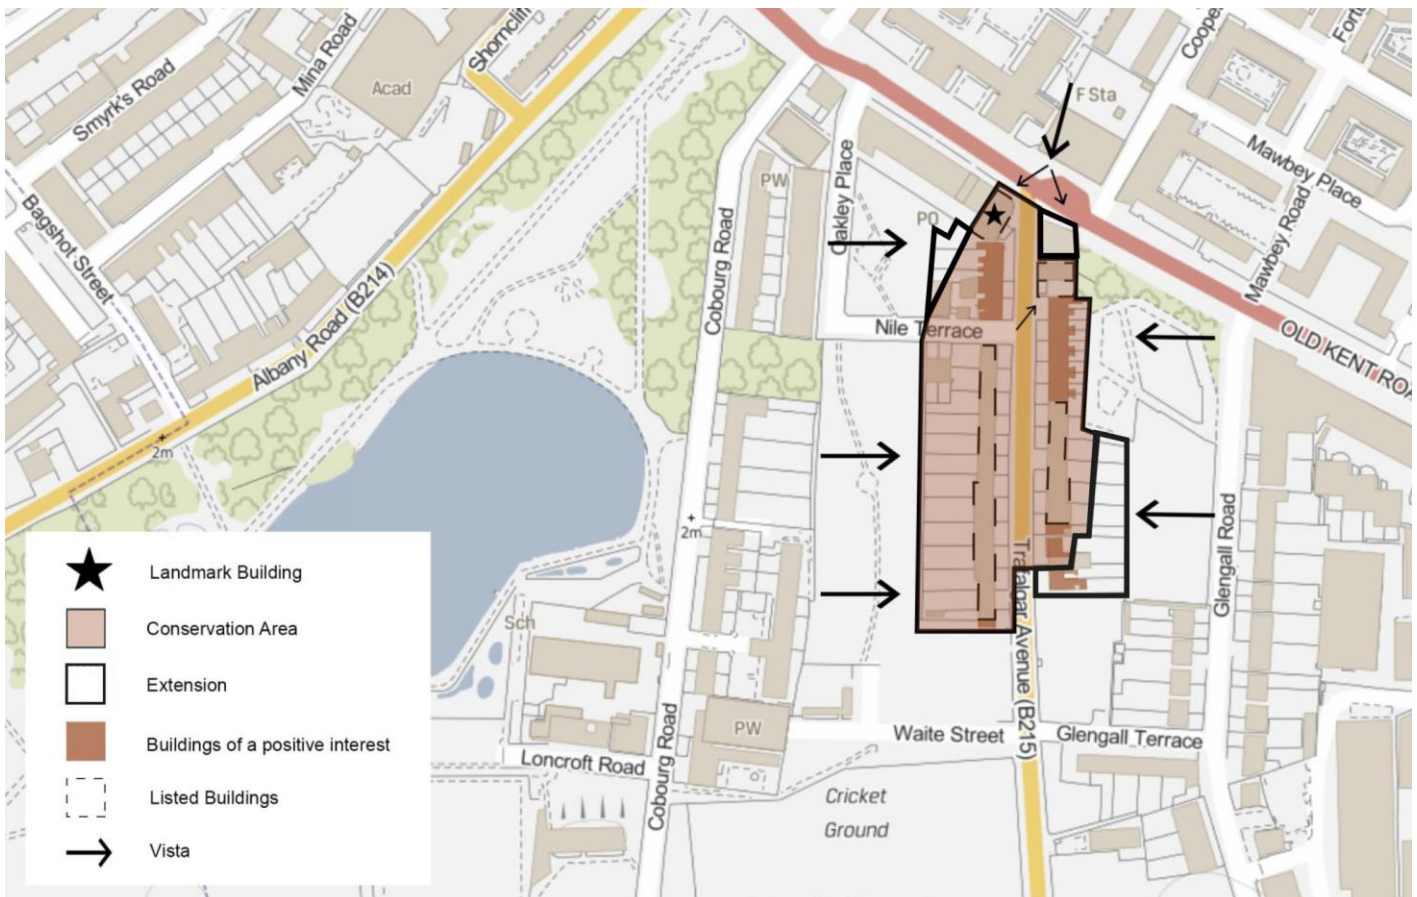 Smyrk's Road
Mina Road
Acad
Shornclif
Cooper
Fortu
F Sta
Mawbey Place
Mawbey Road
Bagshot Street
PW
Oakley Place
PO
Cobourg Road
Albany Road (B214)
Nile Terrace
OLD KENT ROA
2m
2m
Glengall Road
Trafalgar Avenue (B215)
Sch
PW
Waite Street
Glengall Terrace
Loncroft Road
Cobourg Road
Cricket
Ground
Landmark Building
Conservation Area
Extension
Buildings of a positive interest
Listed Buildings
Vista